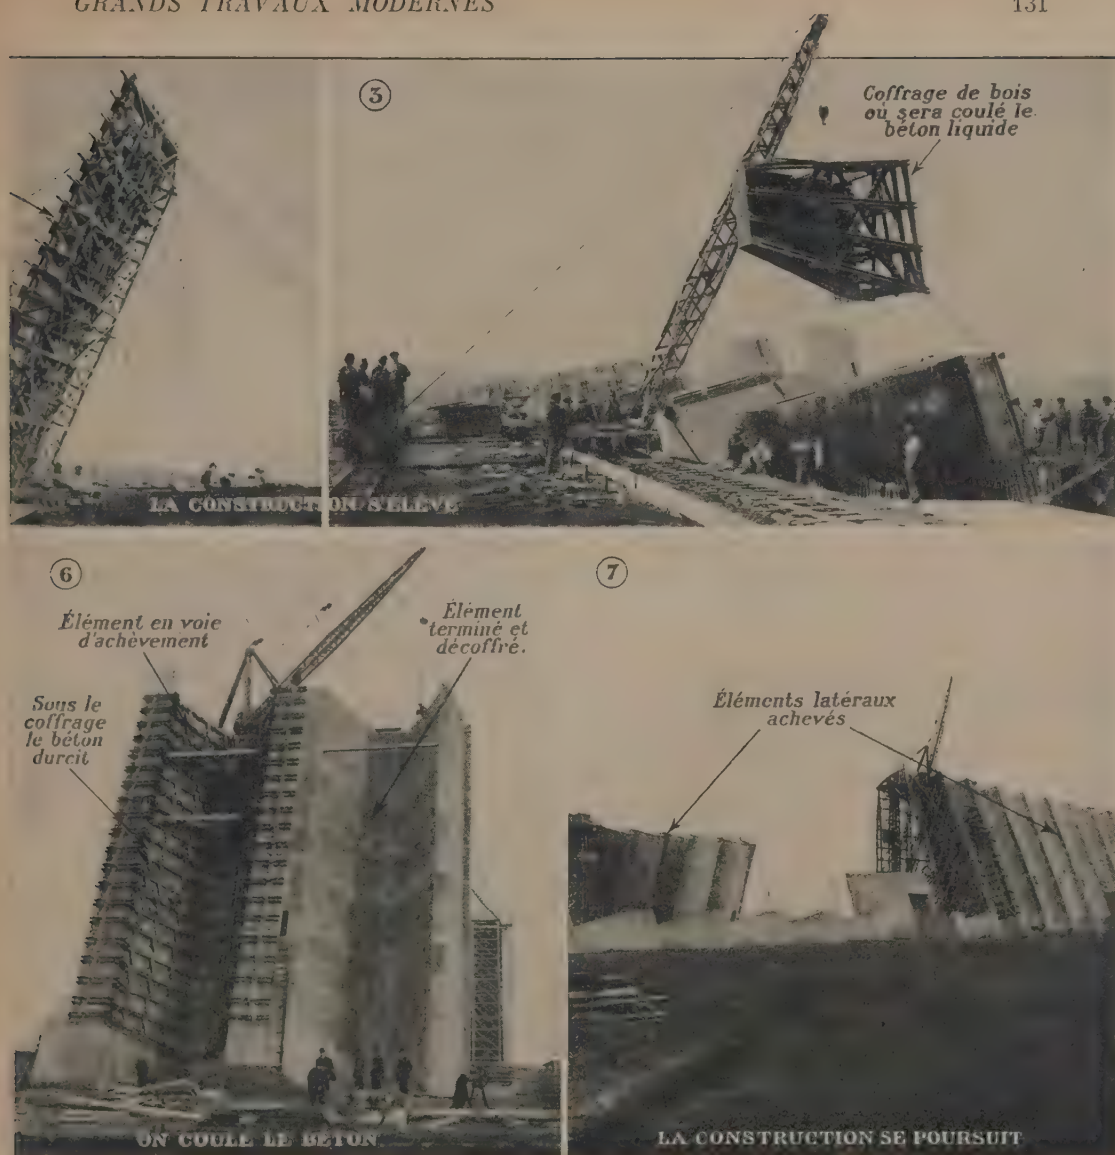 GRANDS TRAVAUX MODERNES 131
3
Coffrage de bois
où sera coulé le
béton liquide
LA CONSTRUCTION S'ÉLÈVE
6
Élément en voie
d'achèvement
Élément
terminé et
décoffré.
Sous le
coffrage
le béton
durcit
ON COULE LE BÉTON
7
Éléments latéraux
achevés
LA CONSTRUCTION SE POURSUIT